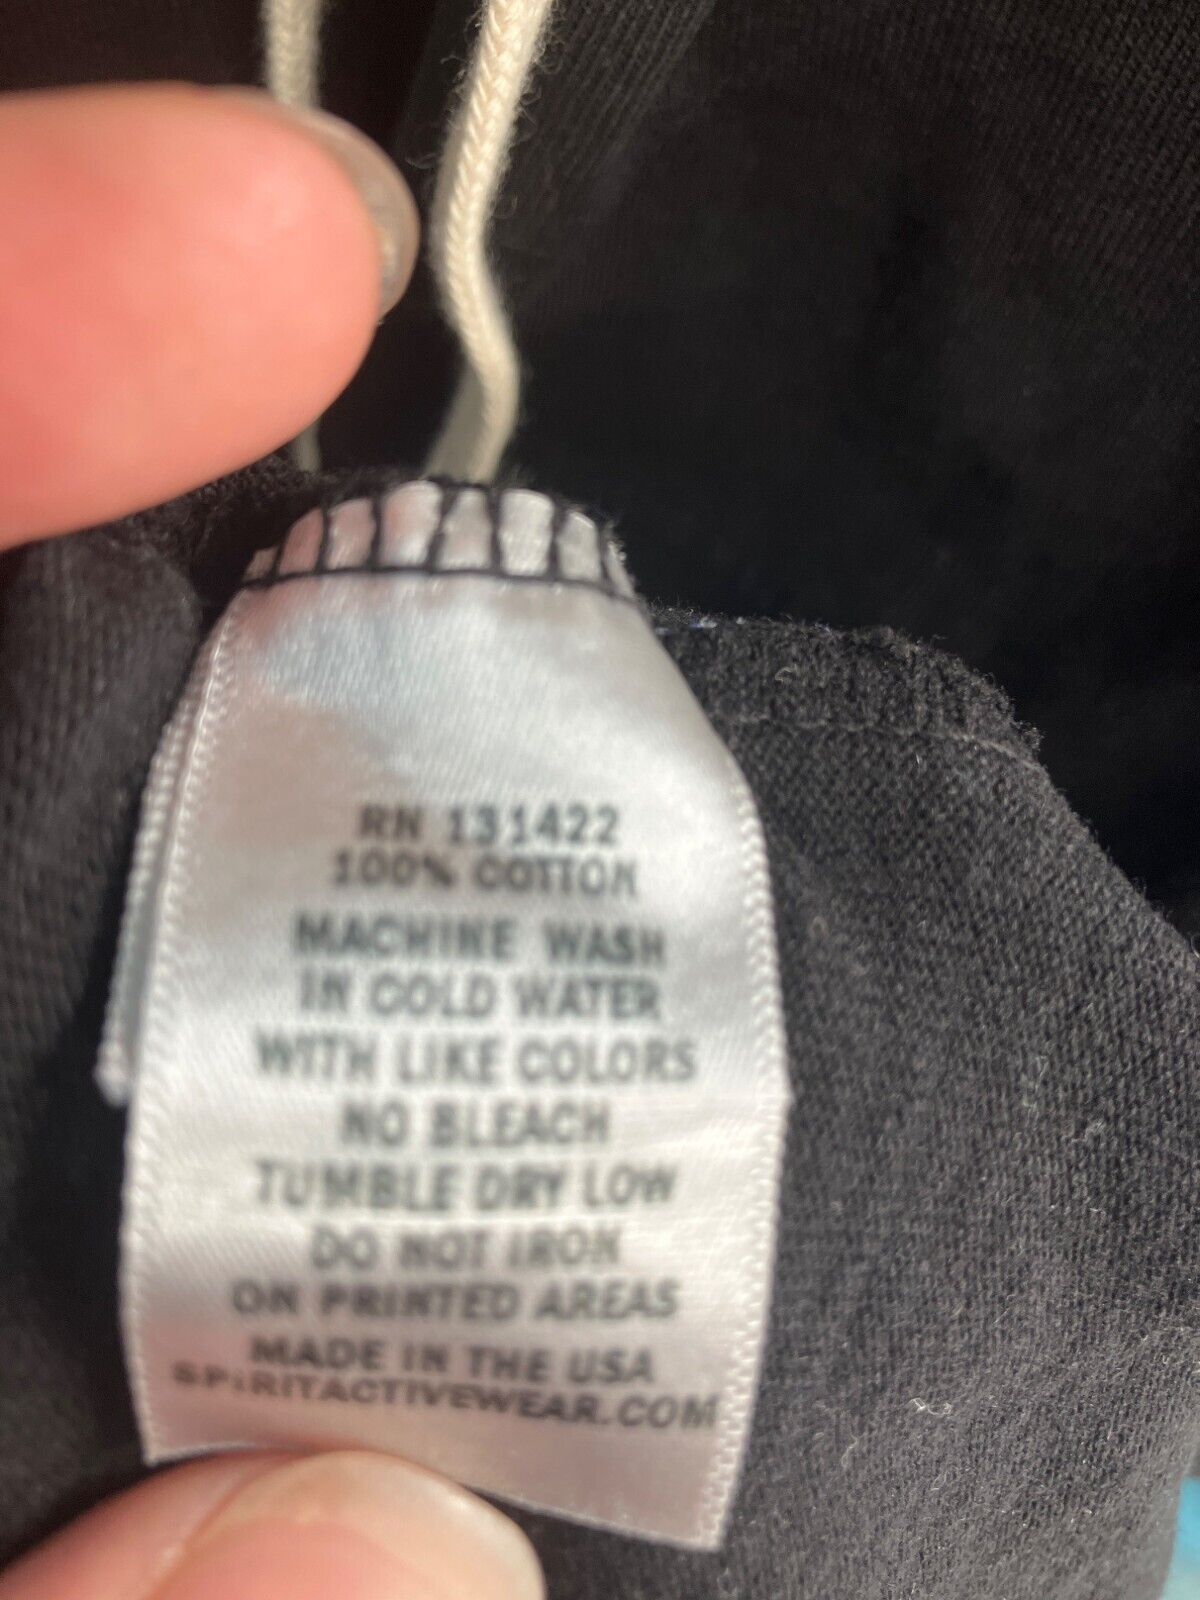 RN 131422
100% COTTON
MACHINE WASH
IN COLD WATER
WITH LIKE COLORS
NO BLEACH
TUMBLE DRY LOW
DO NOT IRON
ON PRINTED AREAS
MADE IN THE USA
SPIRITACTIVEWEAR.COM